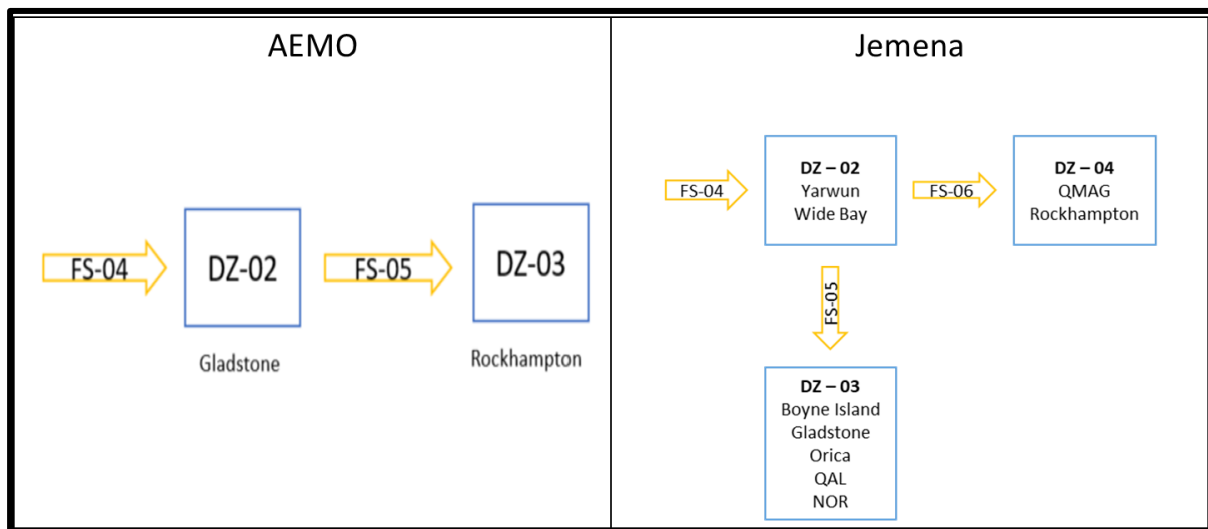 AEMO
FS-04
DZ-02
FS-05
DZ-03
Gladstone
Rockhampton
Jemena
FS-04
DZ – 02
Yarwun
Wide Bay
FS-06
DZ – 04
QMAG
Rockhampton
FS-05
DZ – 03
Boyne Island
Gladstone
Orica
QAL
NOR